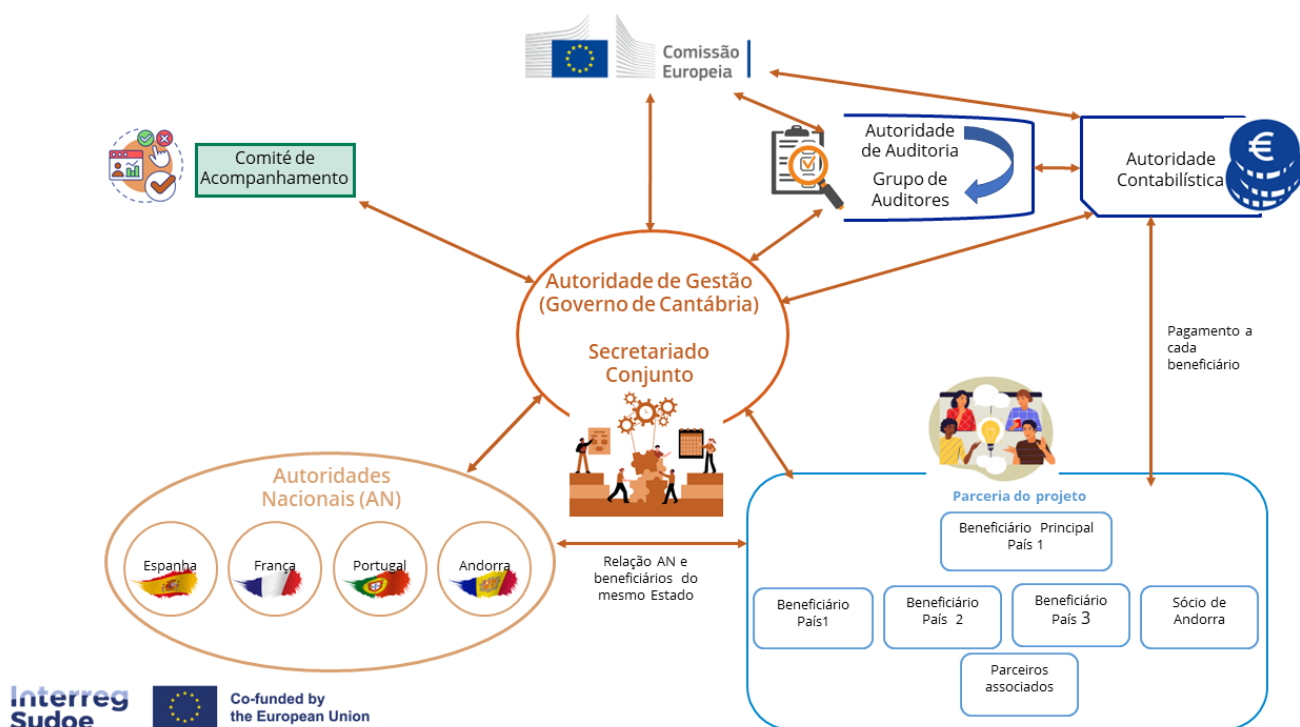 Comissão
Europeia
Comité de
Acompanhamento
Autoridade
de Auditoria
Grupo de
Auditores
Autoridade
Contabilística
€
Autoridade de Gestão
(Governo de Cantábria)
Secretariado
Conjunto
Pagamento a
cada
beneficiário
Autoridades
Nacionais (AN)
Espanha
França
Portugal
Andorra
Relação AN e
beneficiários do
mesmo Estado
Parceria do projeto
Beneficiário Principal
País 1
Beneficiário
País1
Beneficiário
País 2
Beneficiário
País 3
Sócio de
Andorra
Parceiros
associados
Interreg
Sudoe
Co-funded by
the European Union